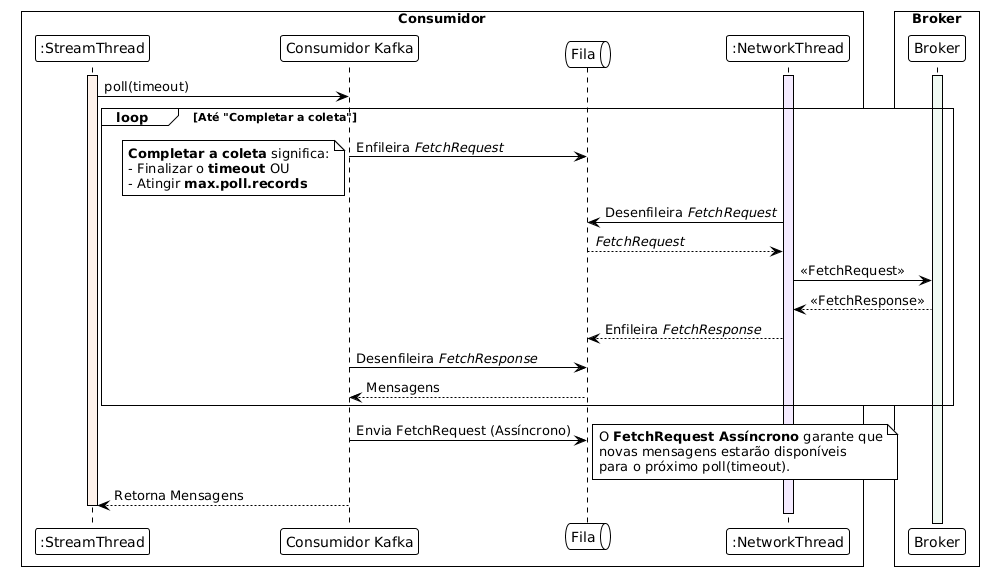 Consumidor
Broker
:StreamThread
Consumidor Kafka
Fila
:NetworkThread
Broker
poll(timeout)
loop
[Até "Completar a coleta"]
Completar a coleta significa:
- Finalizar o timeout OU
- Atingir max.poll.records
Enfileira FetchRequest
Desenfileira FetchRequest
FetchRequest
«FetchRequest»
«FetchResponse»
Enfileira FetchResponse
Desenfileira FetchResponse
Mensagens
Envia FetchRequest (Assíncrono)
O FetchRequest Assíncrono garante que
novas mensagens estarão disponíveis
para o próximo poll(timeout).
Retorna Mensagens
:StreamThread
Consumidor Kafka
Fila
:NetworkThread
Broker